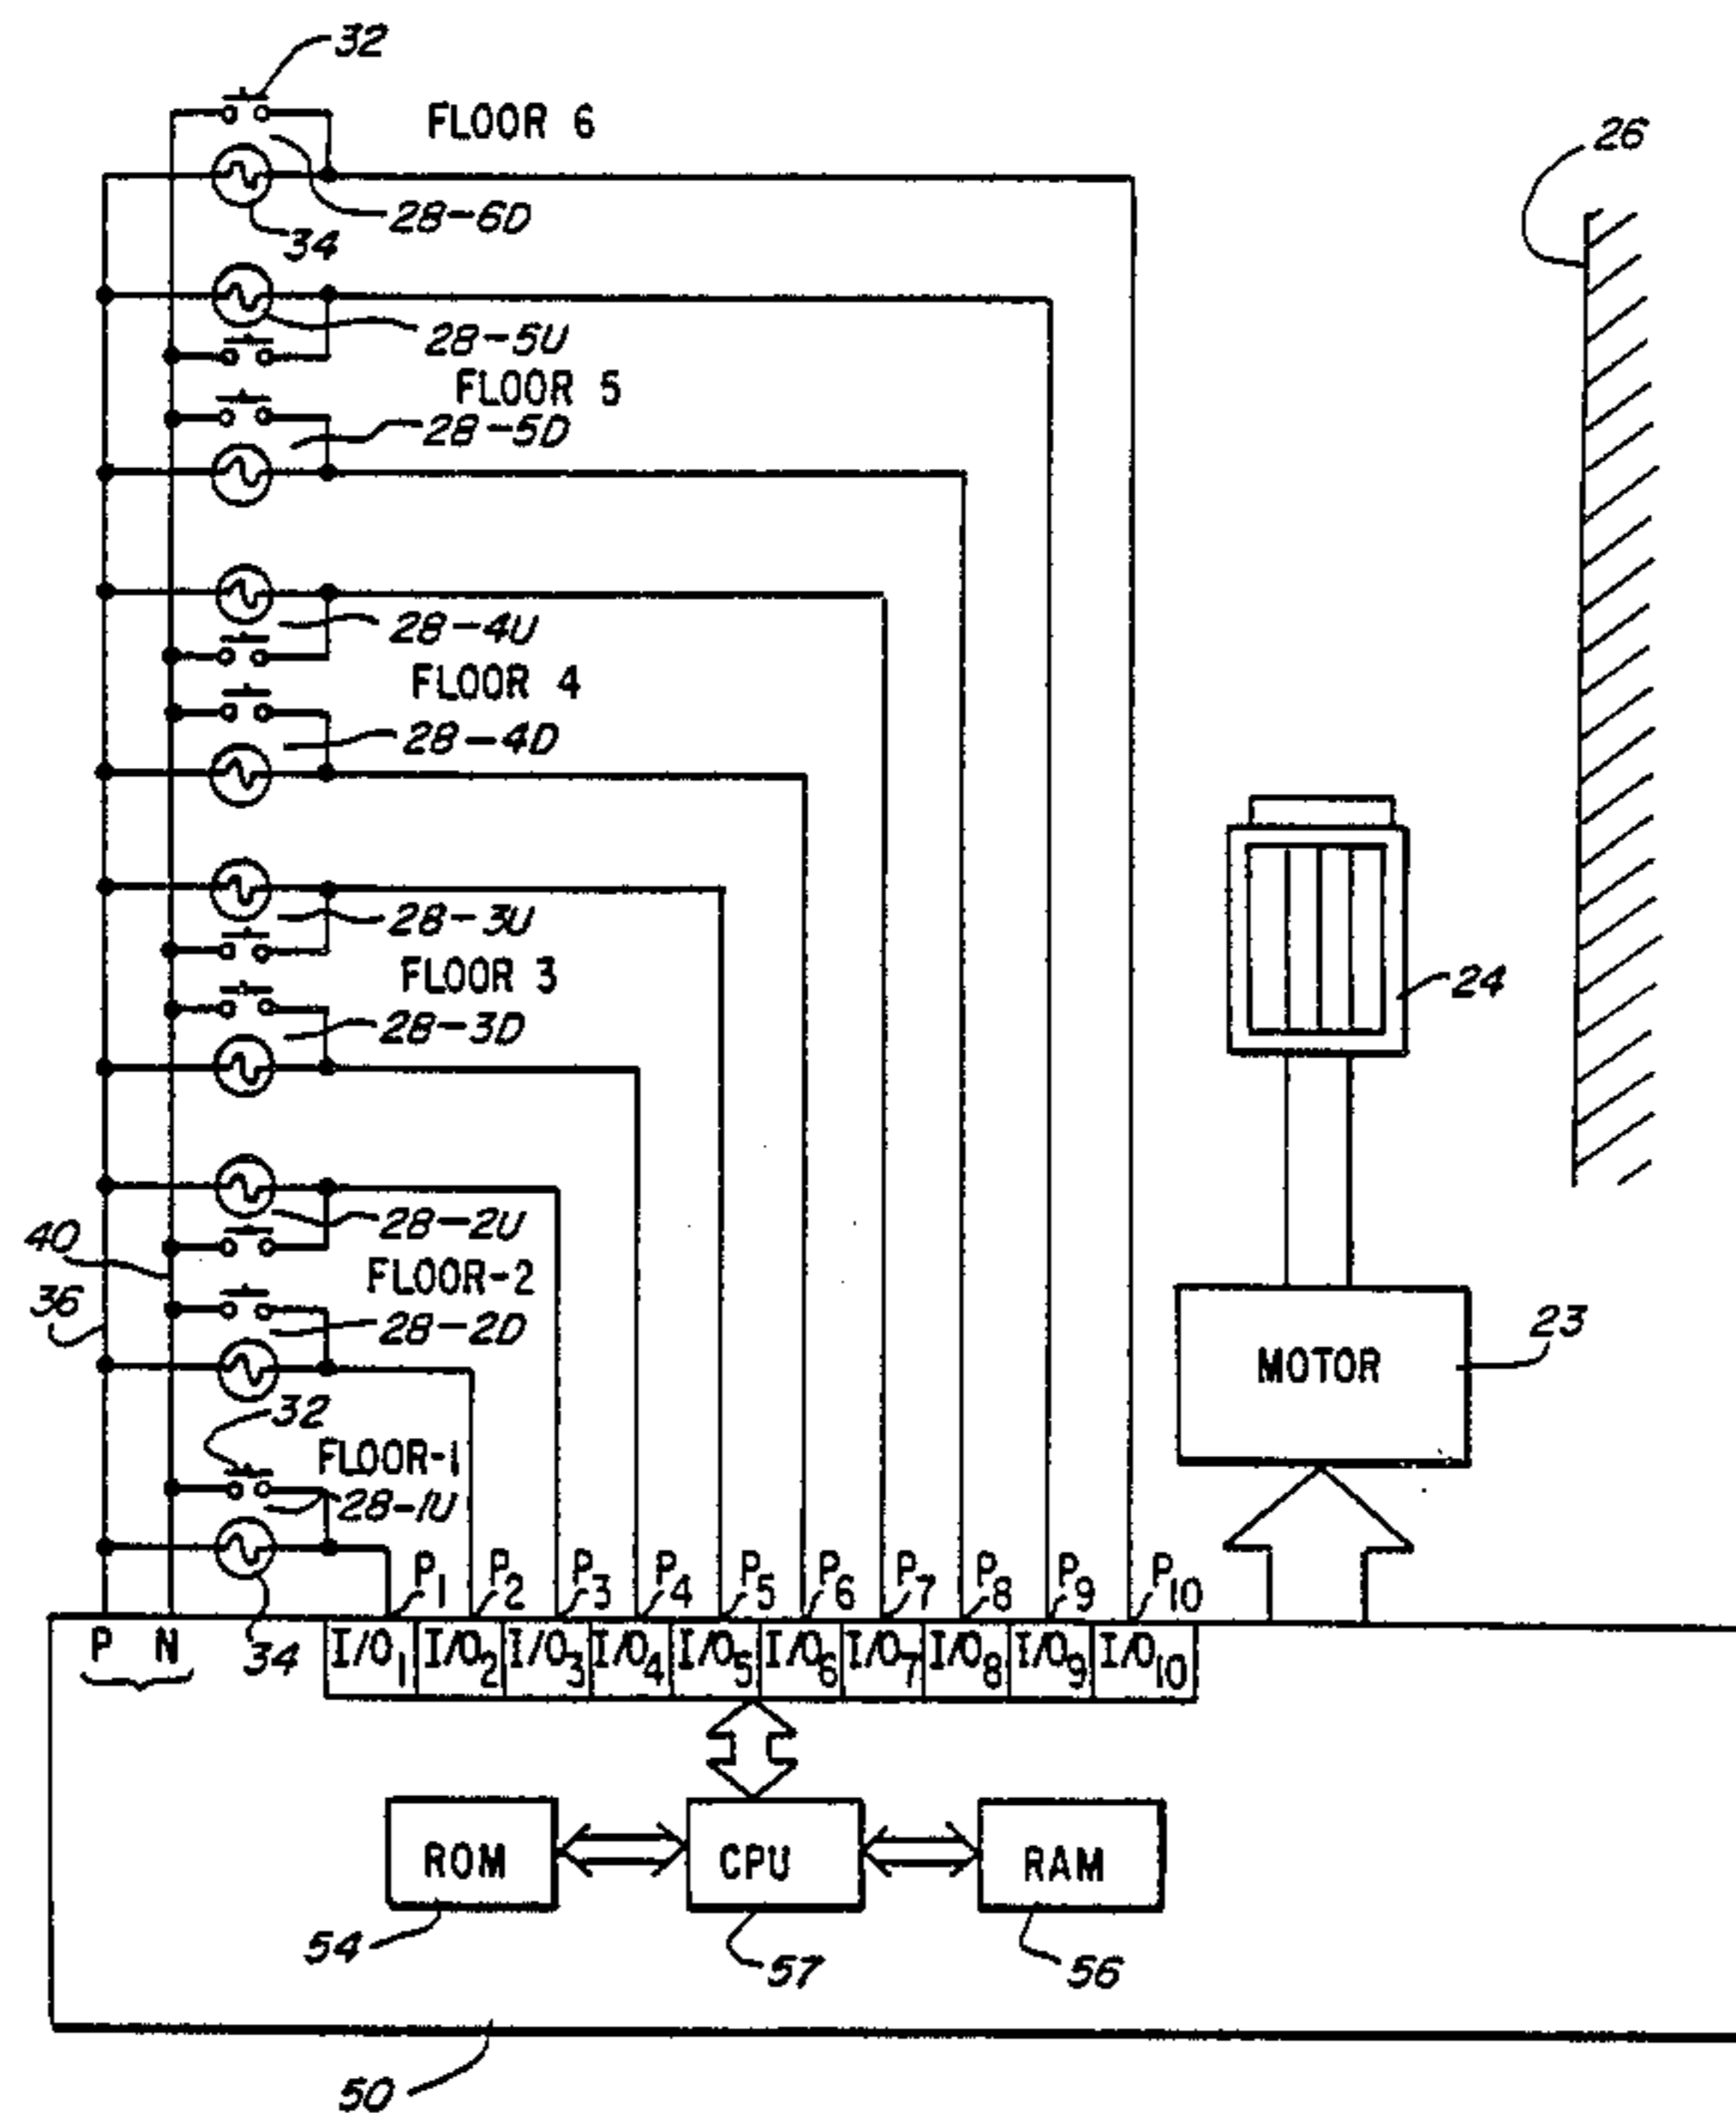 32
FLOOR 6
26
28-6D
34
28-5U
FLOOR 5
28-5D
28-4U
FLOOR 4
28-4D
28-3U
FLOOR 3
24
28-3D
28-2U
40
FLOOR-2
36
28-2D
23
MOTOR
32
FLOOR-1
28-1U
P1 P2 P3 P4 P5 P6 P7 P8 P9 P10
P N
34
I/O1 I/O2 I/O3 I/O4 I/O5 I/O6 I/O7 I/O8 I/O9 I/O10
ROM CPU RAM
54 57 56
50